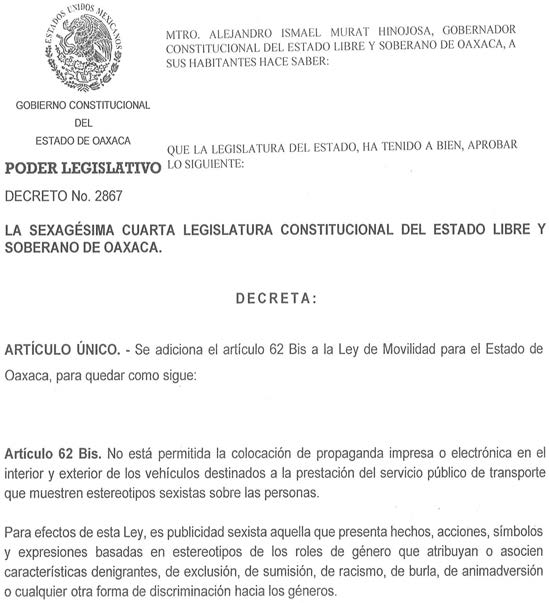 ESTADOS UNIDOS MEXICANOS
MTRO. ALEJANDRO ISMAEL MURAT HINOJOSA, GOBERNADOR
CONSTITUCIONAL DEL ESTADO LIBRE Y SOBERANO DE OAXACA, A
SUS HABITANTES HACE SABER:
GOBIERNO CONSTITUCIONAL
DEL
ESTADO DE OAXACA
PODER LEGISLATIVO
QUE LA LEGISLATURA DEL ESTADO, HA TENIDO A BIEN, APROBAR
LO SIGUIENTE:
DECRETO No. 2867
LA SEXAGÉSIMA CUARTA LEGISLATURA CONSTITUCIONAL DEL ESTADO LIBRE Y
SOBERANO DE OAXACA.
DECRETA:
ARTÍCULO ÚNICO. - Se adiciona el artículo 62 Bis a la Ley de Movilidad para el Estado de
Oaxaca, para quedar como sigue:
Artículo 62 Bis. No está permitida la colocación de propaganda impresa o electrónica en el
interior y exterior de los vehículos destinados a la prestación del servicio público de transporte
que muestren estereotipos sexistas sobre las personas.
Para efectos de esta Ley, es publicidad sexista aquella que presenta hechos, acciones, símbolos
y expresiones basadas en estereotipos de los roles de género que atribuyan o asocien
características denigrantes, de exclusión, de sumisión, de racismo, de burla, de animadversión
o cualquier otra forma de discriminación hacia los géneros.